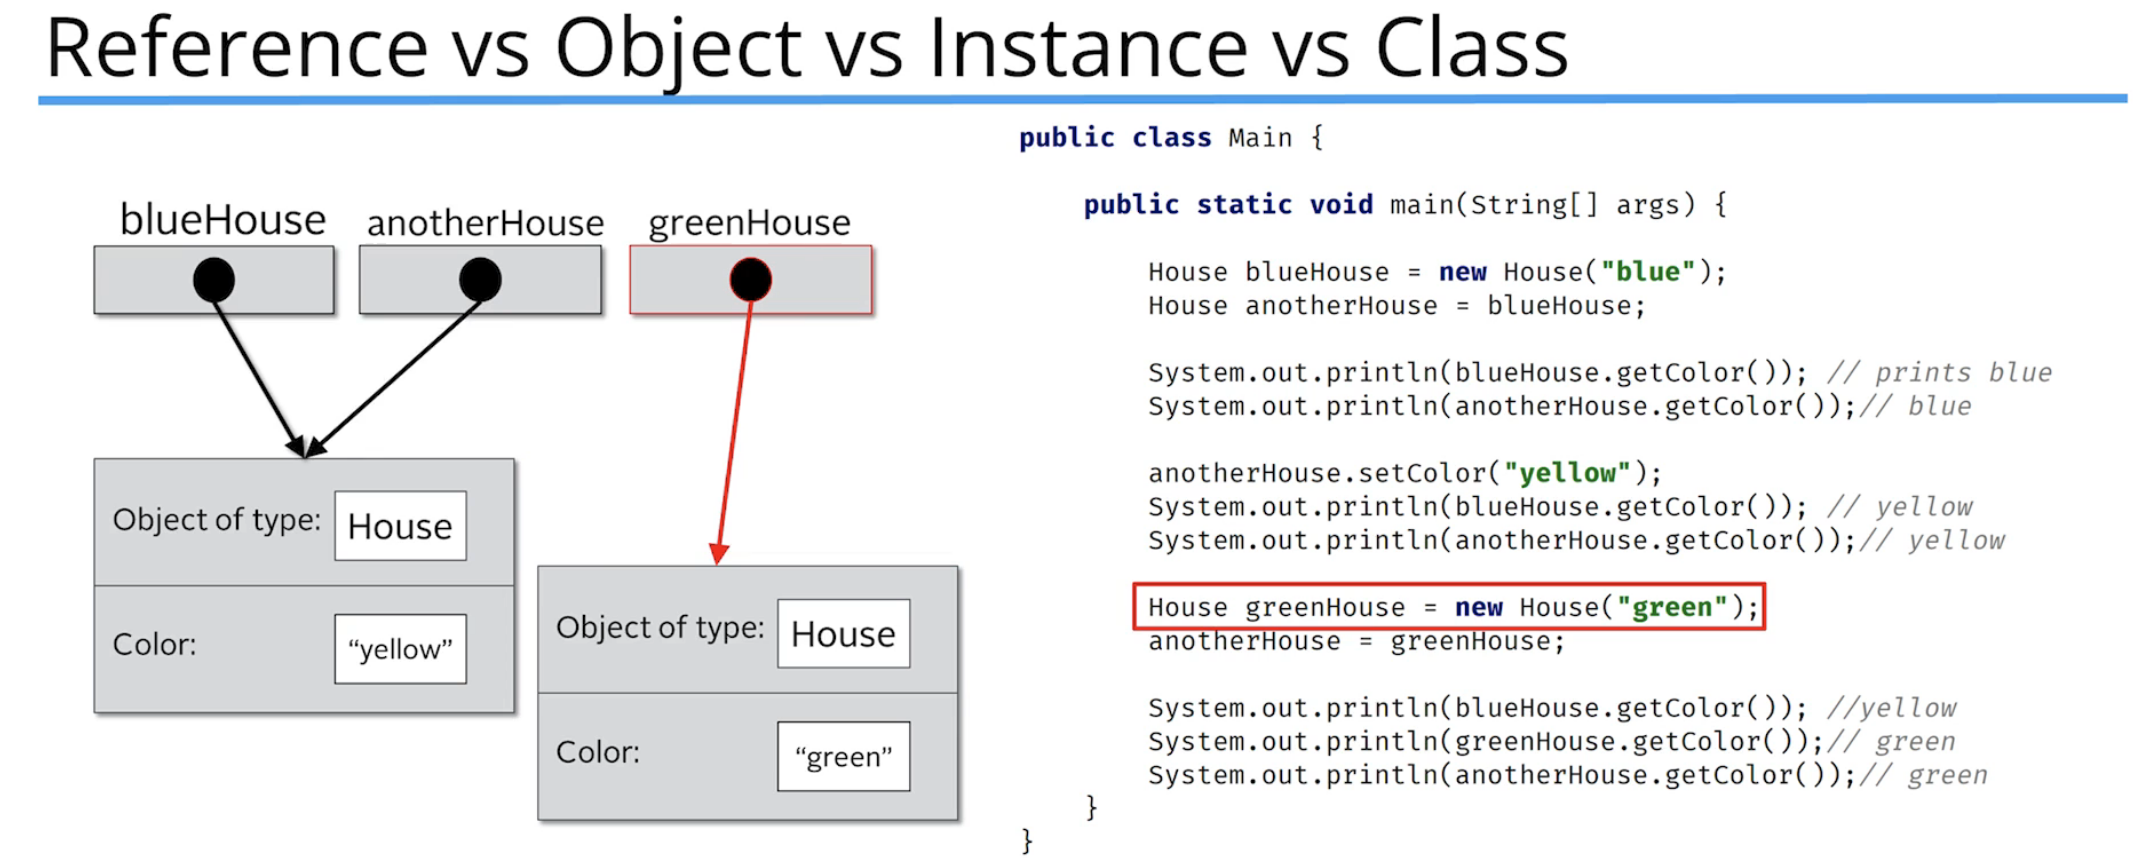 Reference vs Object vs Instance vs Class
blueHouse
anotherHouse
greenHouse
Object of type: House
Color: “yellow”
Object of type: House
Color: “green”
public class Main {
public static void main(String[] args) {
House blueHouse = new House("blue");
House anotherHouse = blueHouse;
System.out.println(blueHouse.getColor()); // prints blue
System.out.println(anotherHouse.getColor());// blue
anotherHouse.setColor("yellow");
System.out.println(blueHouse.getColor()); // yellow
System.out.println(anotherHouse.getColor());// yellow
House greenHouse = new House("green");
anotherHouse = greenHouse;
System.out.println(blueHouse.getColor()); //yellow
System.out.println(greenHouse.getColor());// green
System.out.println(anotherHouse.getColor());// green
}
}